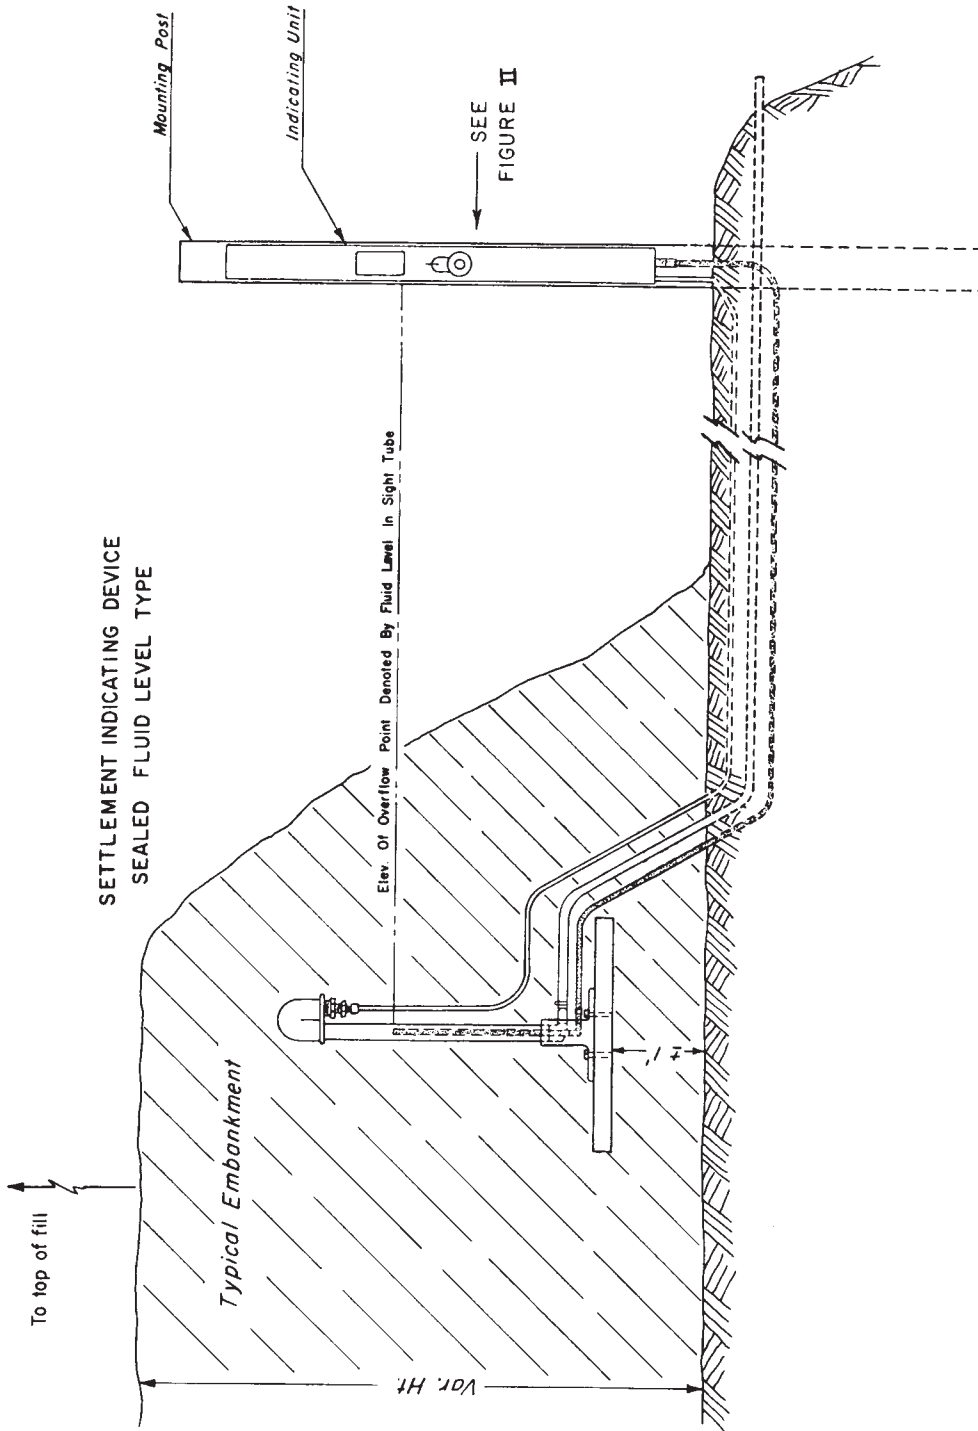 SETTLEMENT INDICATING DEVICE
SEALED FLUID LEVEL TYPE
To top of fill
Typical Embankment
Var. Ht.
± 1'
Elev. Of Overflow Point Denoted By Fluid Level In Sight Tube
Mounting Post
Indicating Unit
SEE
FIGURE II